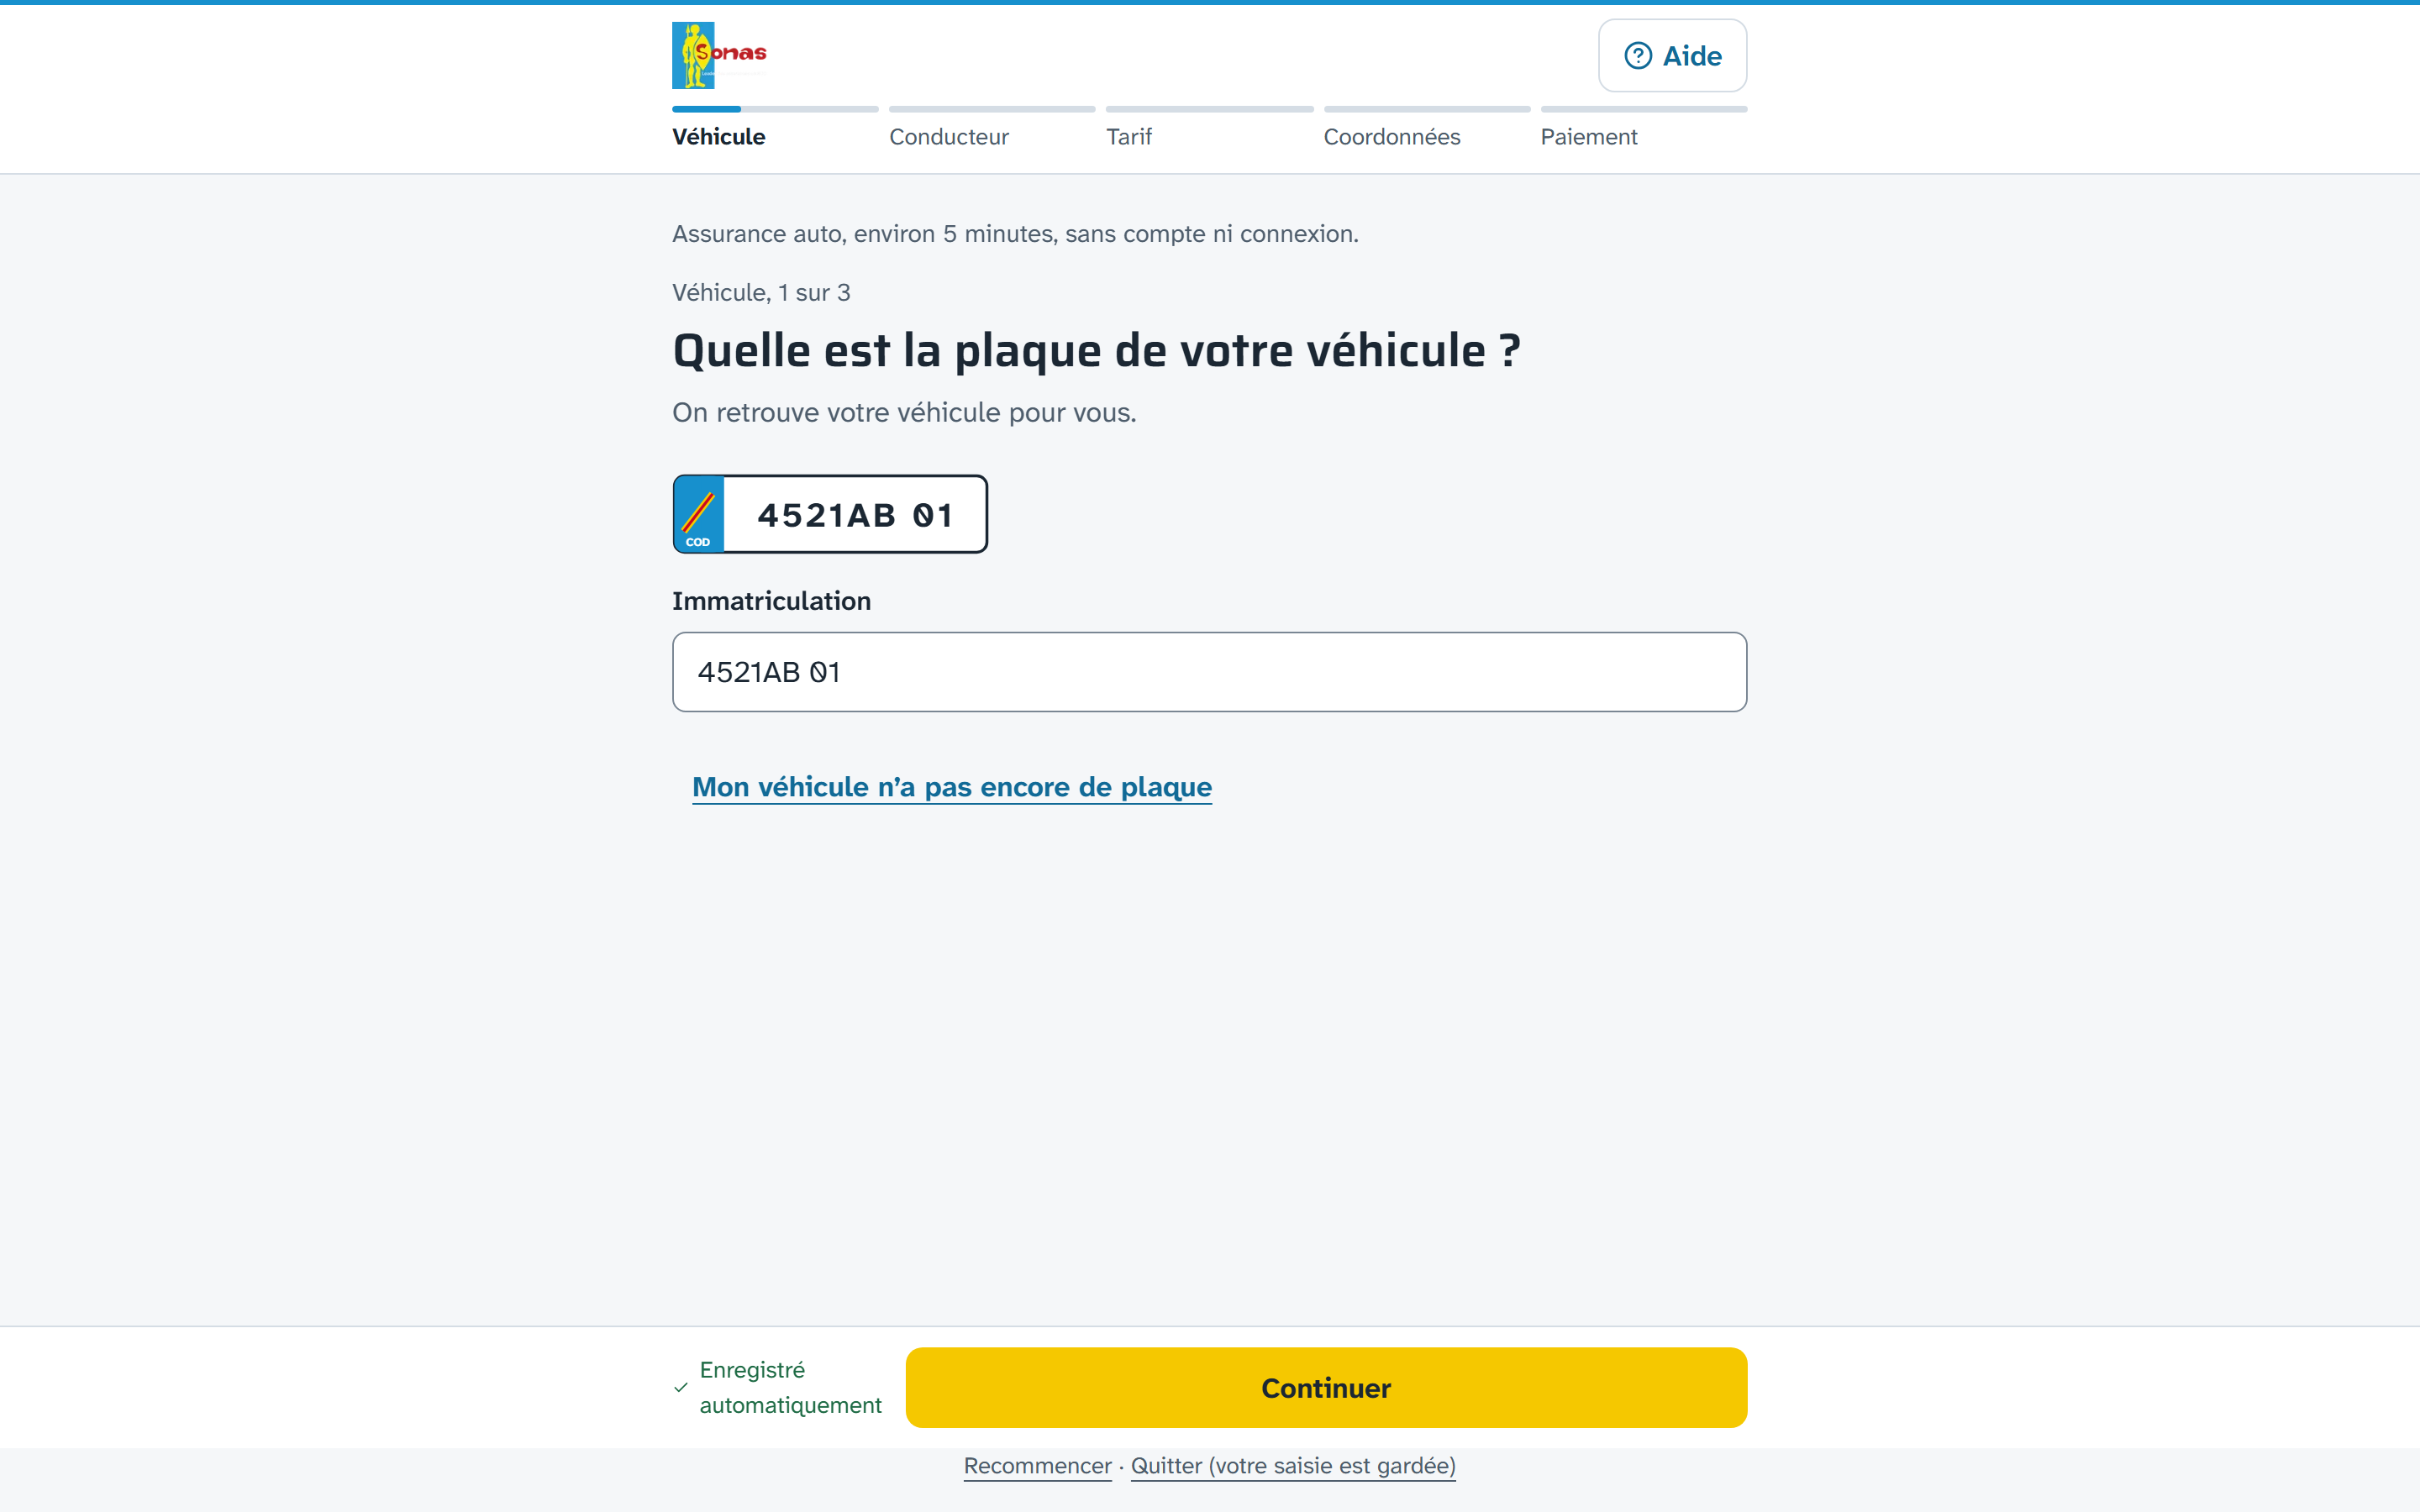 Sonas
Aide
Véhicule
Conducteur
Tarif
Coordonnées
Paiement
Assurance auto, environ 5 minutes, sans compte ni connexion.
Véhicule, 1 sur 3
Quelle est la plaque de votre véhicule ?
On retrouve votre véhicule pour vous.
COD
4521AB 01
Immatriculation
4521AB 01
Mon véhicule n’a pas encore de plaque
Enregistré
automatiquement
Continuer
Recommencer · Quitter (votre saisie est gardée)